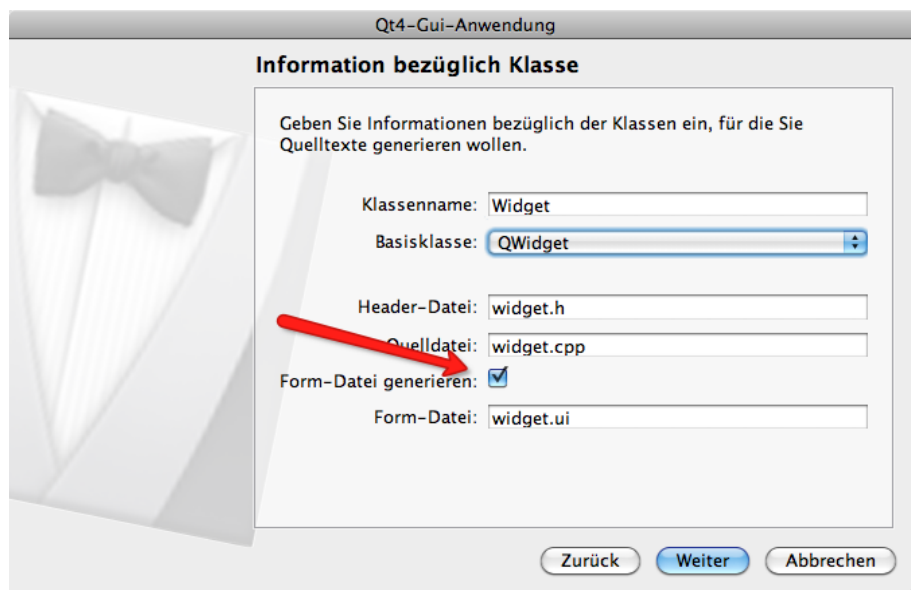 Qt4-Gui-Anwendung
Information bezüglich Klasse
Geben Sie Informationen bezüglich der Klassen ein, für die Sie
Quelltexte generieren wollen.
Klassenname: Widget
Basisklasse: QWidget
Header-Datei: widget.h
Quelldatei: widget.cpp
Form-Datei generieren:
Form-Datei: widget.ui
Zurück Weiter Abbrechen